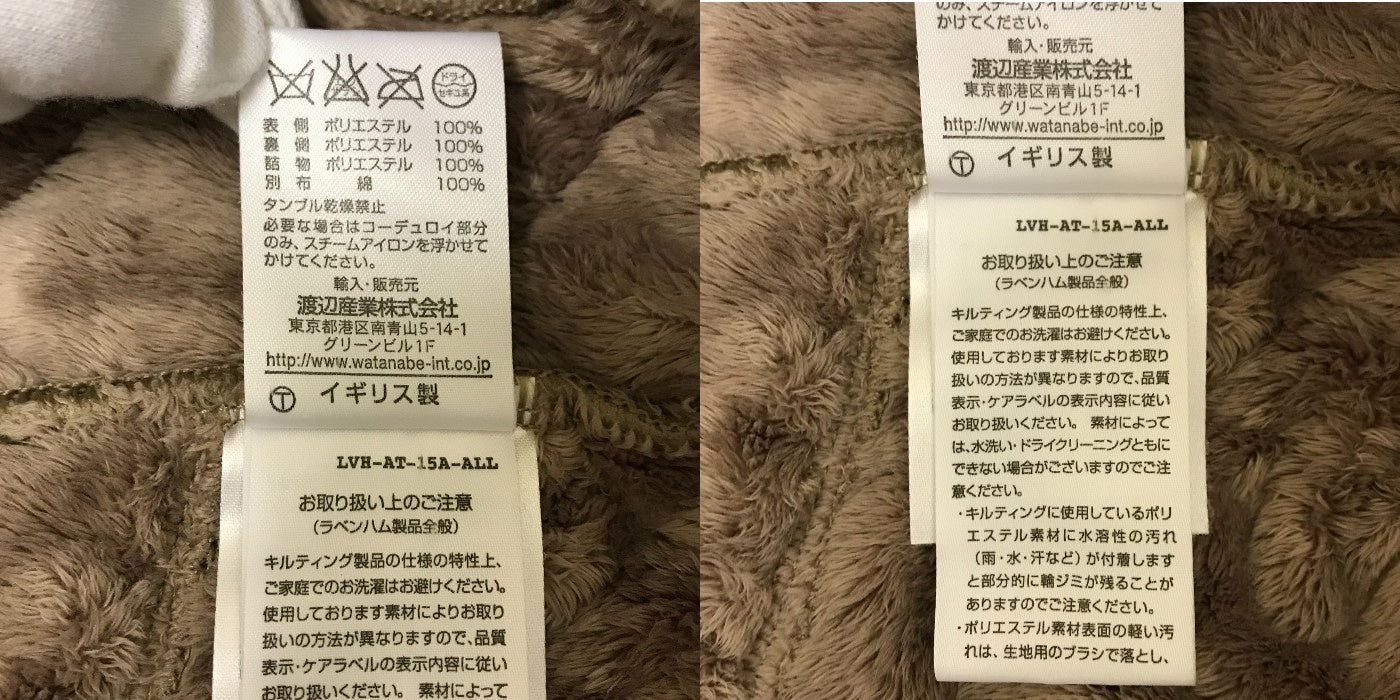 ドライ
セキユ系
表側 ポリエステル 100%
裏側 ポリエステル 100%
詰物 ポリエステル 100%
別布 綿 100%
タンブル乾燥禁止
必要な場合はコーデュロイ部分
のみ、スチームアイロンを浮かせて
かけてください。
輸入・販売元
渡辺産業株式会社
東京都港区南青山5-14-1
グリーンビル1F
http://www.watanabe-int.co.jp
Ⓣ イギリス製
LVH-AT-15A-ALL
お取り扱い上のご注意
(ラベンハム製品全般)
キルティング製品の仕様の特性上、
ご家庭でのお洗濯はお避けください。
使用しております素材によりお取り
扱いの方法が異なりますので、品質
表示・ケアラベルの表示内容に従い
お取り扱いください。 素材によって
のみ、スチームアイロンを浮かせて
かけてください。
輸入・販売元
渡辺産業株式会社
東京都港区南青山5-14-1
グリーンビル1F
http://www.watanabe-int.co.jp
Ⓣ イギリス製
LVH-AT-15A-ALL
お取り扱い上のご注意
(ラベンハム製品全般)
キルティング製品の仕様の特性上、
ご家庭でのお洗濯はお避けください。
使用しております素材によりお取り
扱いの方法が異なりますので、品質
表示・ケアラベルの表示内容に従い
お取り扱いください。 素材によって
は、水洗い・ドライクリーニングともに
できない場合がございますのでご注
意ください。
・キルティングに使用しているポリ
エステル素材に水溶性の汚れ
(雨・水・汗など)が付着します
と部分的に輪ジミが残ることが
ありますのでご注意ください。
・ポリエステル素材表面の軽い汚
れは、生地用のブラシで落とし、